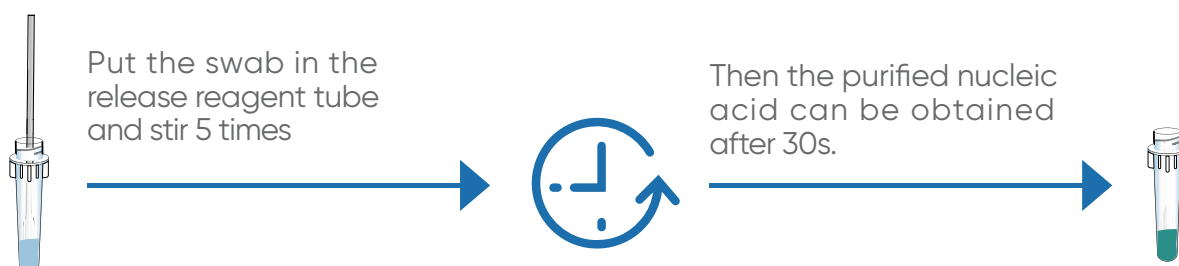 Put the swab in the
release reagent tube
and stir 5 times
Then the purified nucleic
acid can be obtained
after 30s.